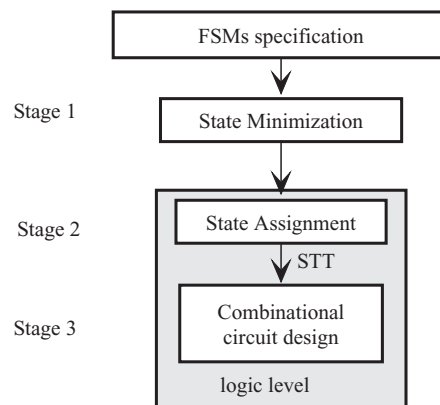 FSMs specification
Stage 1
State Minimization
Stage 2
State Assignment
STT
Stage 3
Combinational
circuit design
logic level